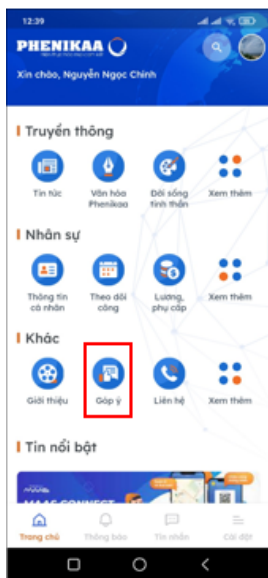 12:39
PHENIKAA
Xin chào, Nguyễn Ngọc Chinh
Truyền thông
Tin tức
Văn hóa Phenikaa
Đời sống tinh thần
Xem thêm
Nhân sự
Thông tin cá nhân
Theo dõi công
Lương, phụ cấp
Xem thêm
Khác
Giới thiệu
Góp ý
Liên hệ
Xem thêm
Tin nổi bật
MAAS CONNECT
Trang chủ
Thông báo
Tin nhắn
Cài đặt